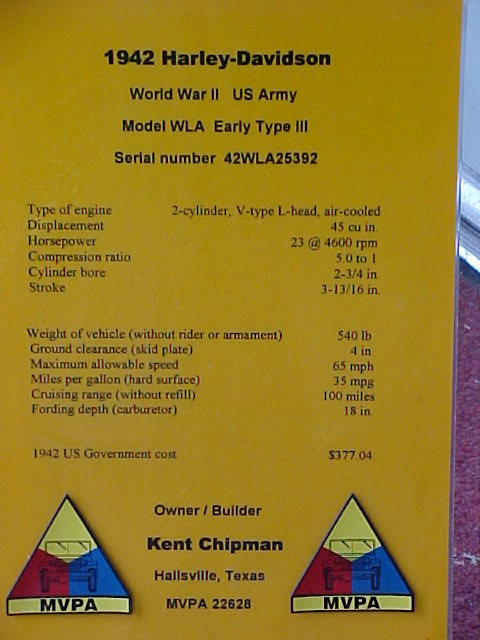 1942 Harley-Davidson
World War II US Army
Model WLA Early Type III
Serial number 42WLA25392
Type of engine 2-cylinder, V-type L-head, air-cooled
Displacement 45 cu in.
Horsepower 23 @ 4600 rpm
Compression ratio 5.0 to 1
Cylinder bore 2-3/4 in.
Stroke 3-13/16 in.
Weight of vehicle (without rider or armament) 540 lb
Ground clearance (skid plate) 4 in.
Maximum allowable speed 65 mph
Miles per gallon (hard surface) 35 mpg
Cruising range (without refill) 100 miles
Fording depth (carburetor) 18 in.
1942 US Government cost $377.04
Owner / Builder
Kent Chipman
Hallsville, Texas
MVPA 22628
MVPA
MVPA